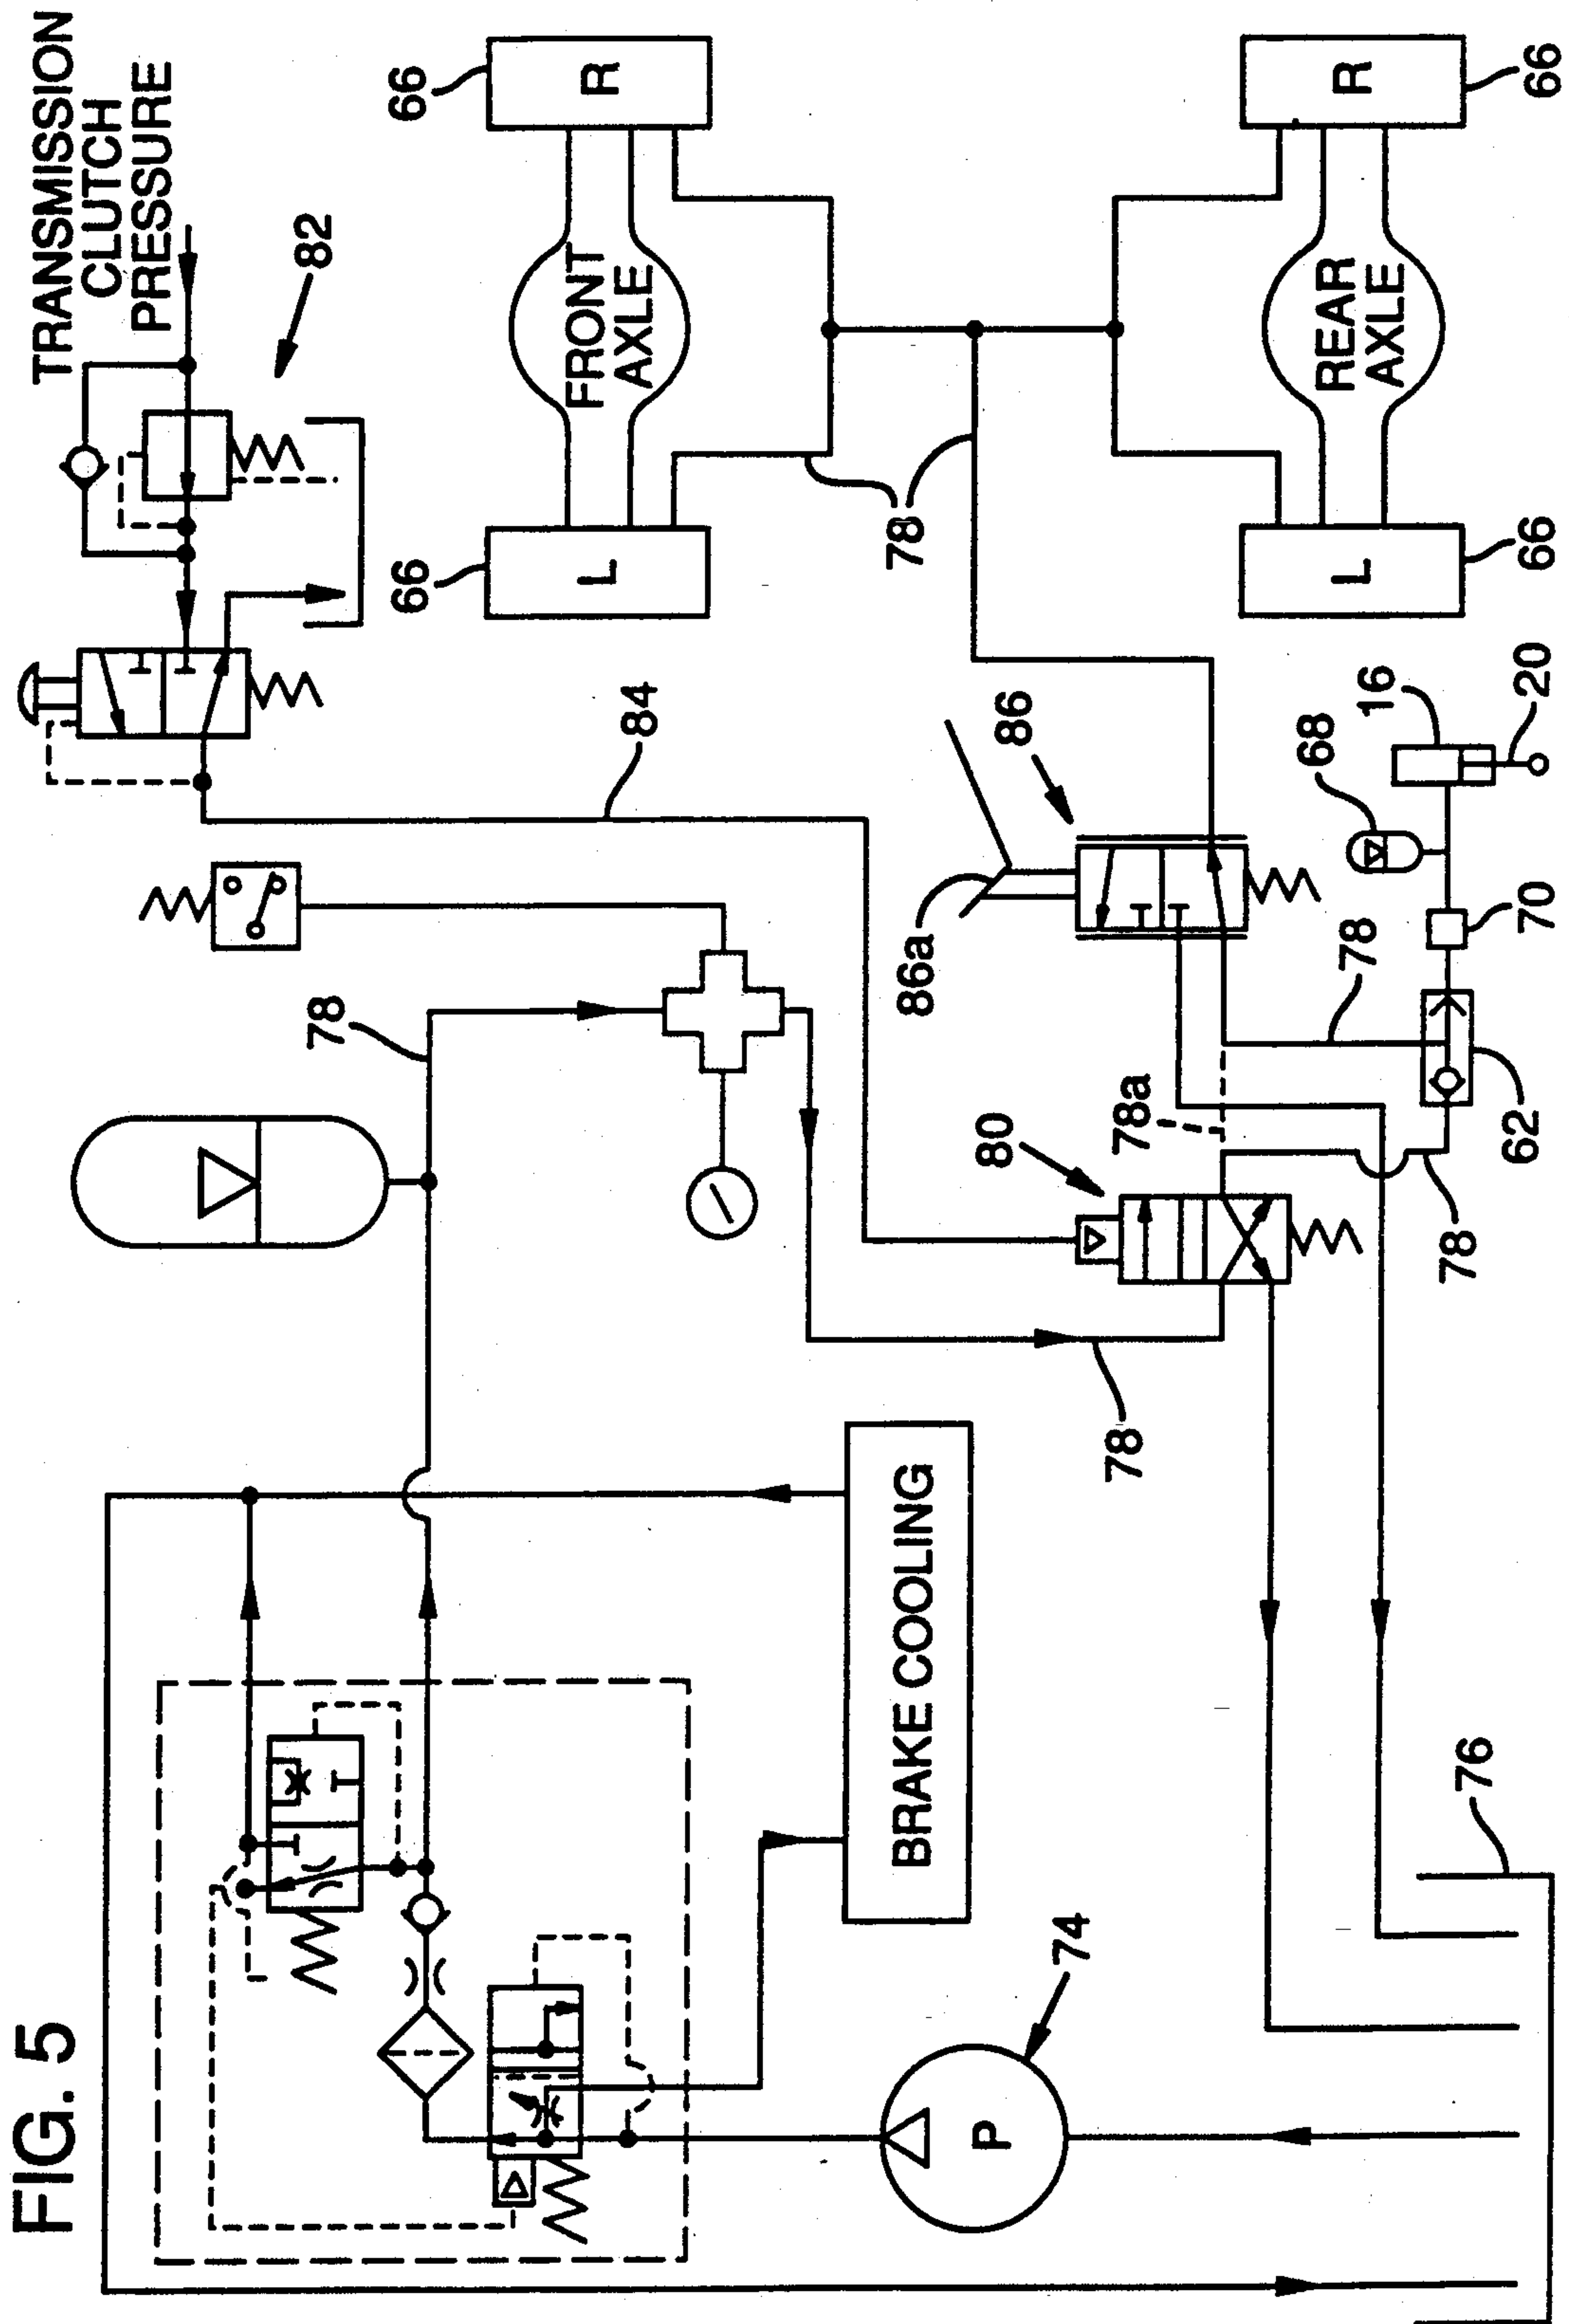 FIG. 5
TRANSMISSION
CLUTCH
PRESSURE
82
66
R
66
L
FRONT
AXLE
78
84
78
86
86a
16
68
20
70
78
62
78a
80
78
78
66
R
66
L
REAR
AXLE
BRAKE COOLING
P
74
76